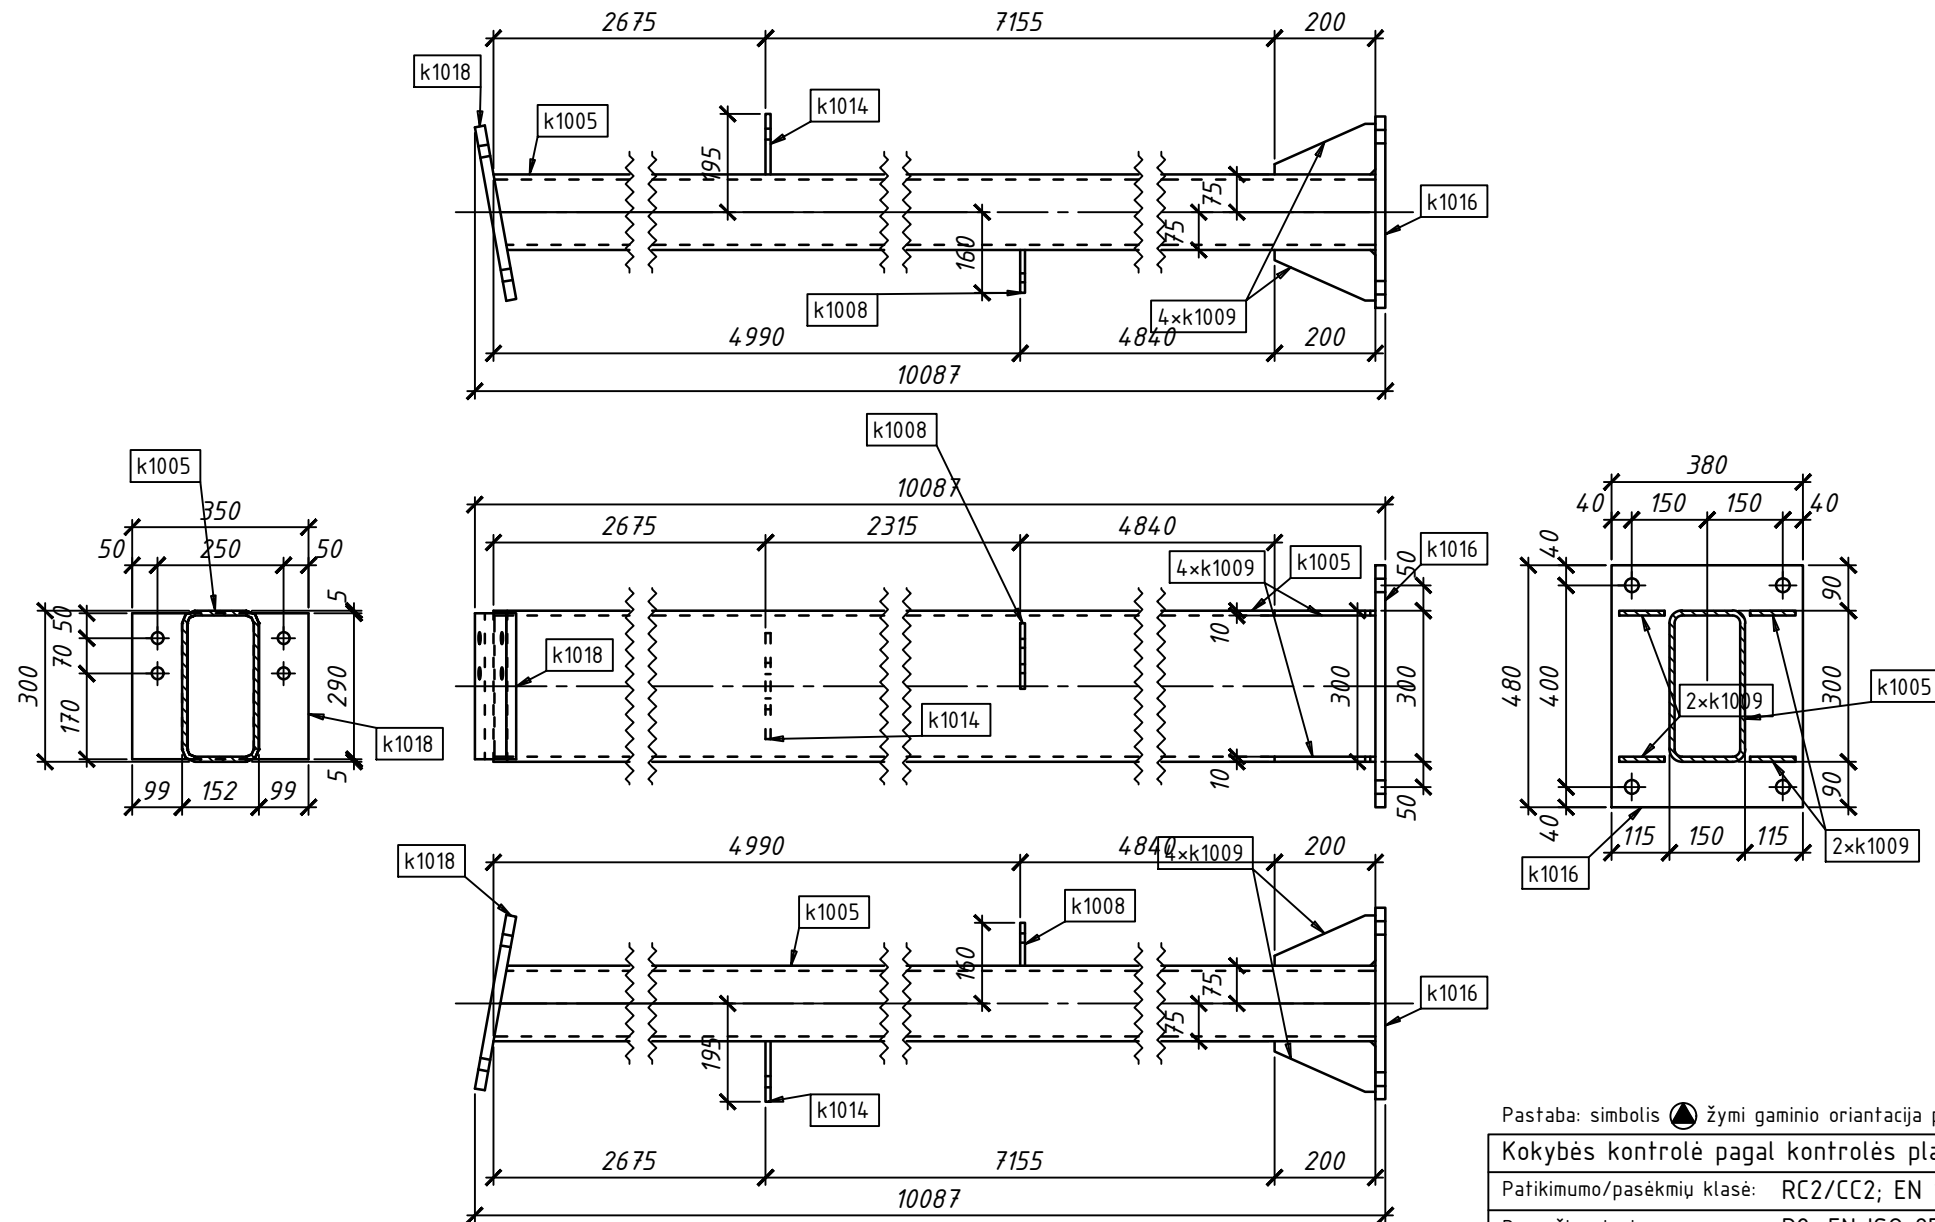 2675 7155 200
k1018
k1014
k1005
195
75
k1016
75
160
k1008
4×k1009
4990 4840 200
10087
k1008
k1005
10087
350
50 250 50
2675 2315 4840
4×k1009
k1005
k1016
50
5
50
70
300
170
290
k1018
5
99 152 99
k1018
k1014
10
300
300
10
50
380
40 150 150 40
40
90
480
400
300
k1005
2×k1009
90
40
115 150 115
2×k1009
k1016
4990 4840 200
4×k1009
k1018
k1005
k1008
160
75
k1016
75
195
k1014
2675 7155 200
10087
Pastaba: simbolis žymi gaminio oriantacija p
Kokybės kontrolė pagal kontrolės pla
Patikimumo/pasėkmių klasė: RC2/CC2; EN